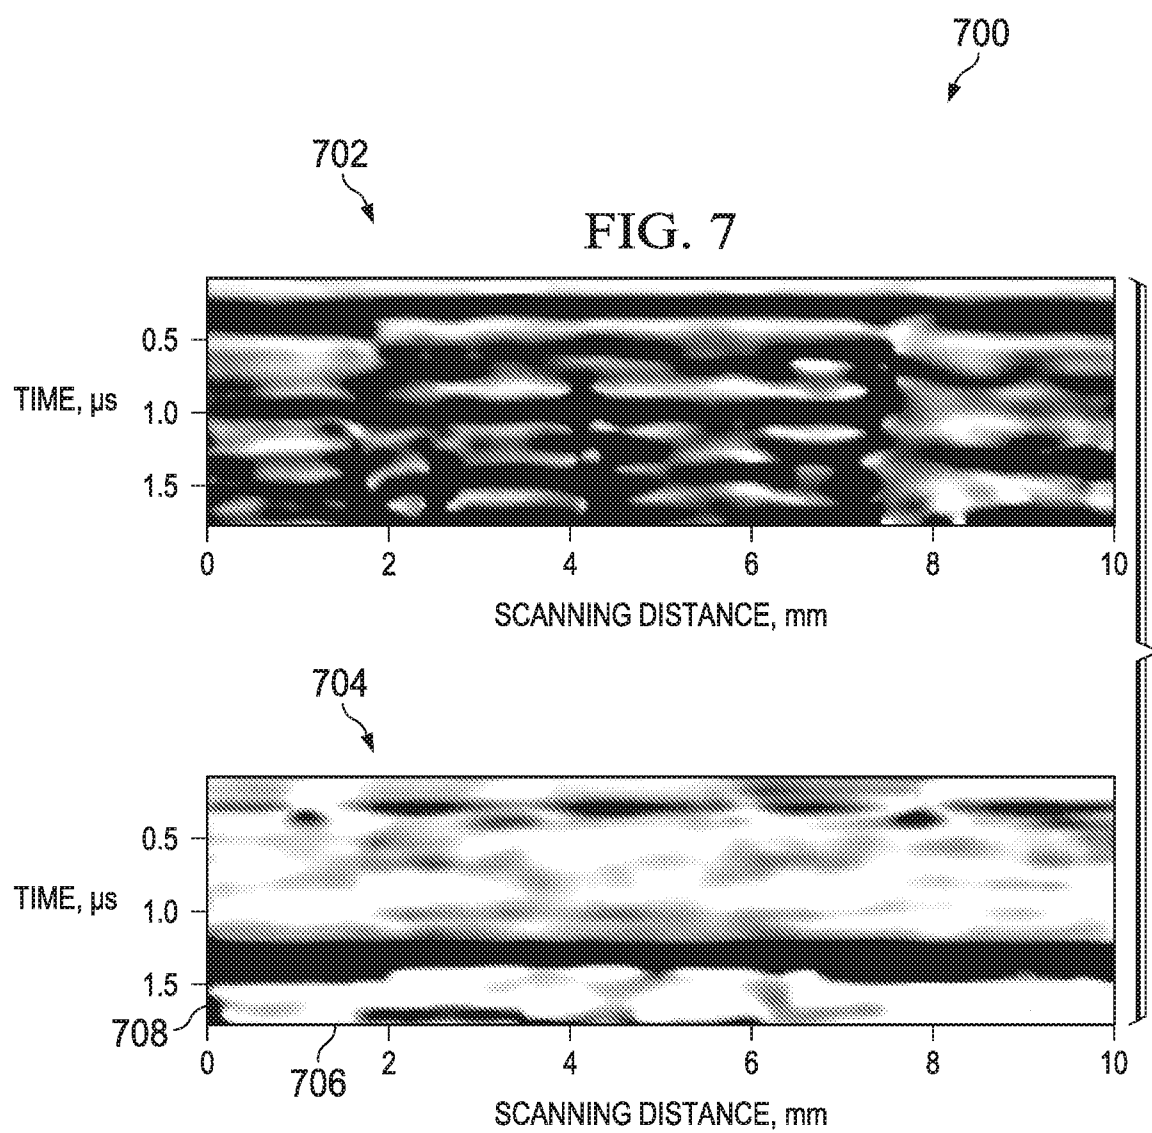 700
702
FIG. 7
0.5
TIME, µs
1.0
1.5
0 2 4 6 8 10
SCANNING DISTANCE, mm
704
0.5
TIME, µs
1.0
1.5
708
706
0 2 4 6 8 10
SCANNING DISTANCE, mm